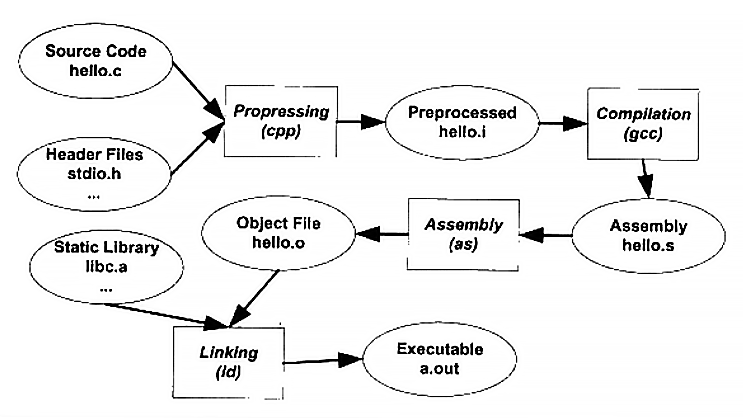 Source Code
hello.c
Header Files
stdio.h
...
Propressing
(cpp)
Preprocessed
hello.i
Compilation
(gcc)
Assembly
hello.s
Assembly
(as)
Object File
hello.o
Static Library
libc.a
...
Linking
(ld)
Executable
a.out